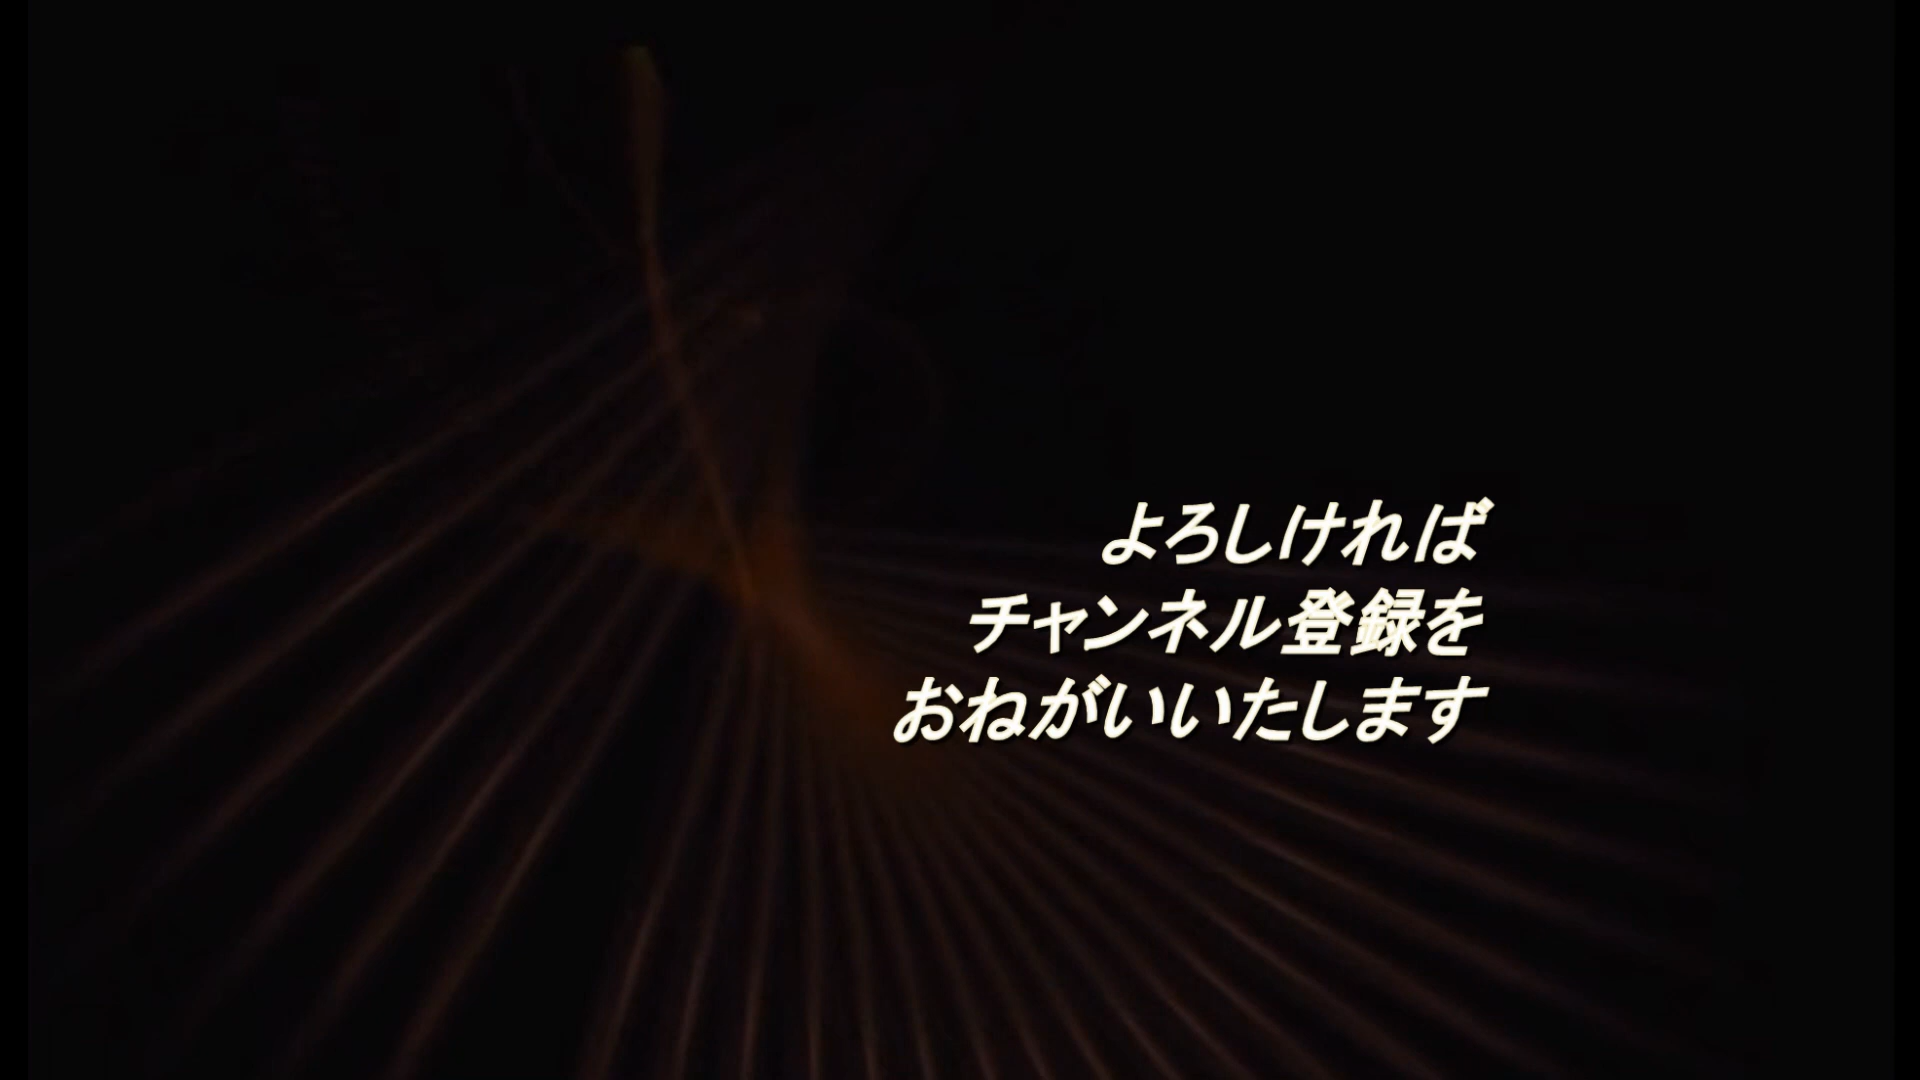 よろしければ
チャンネル登録を
おねがいいたします